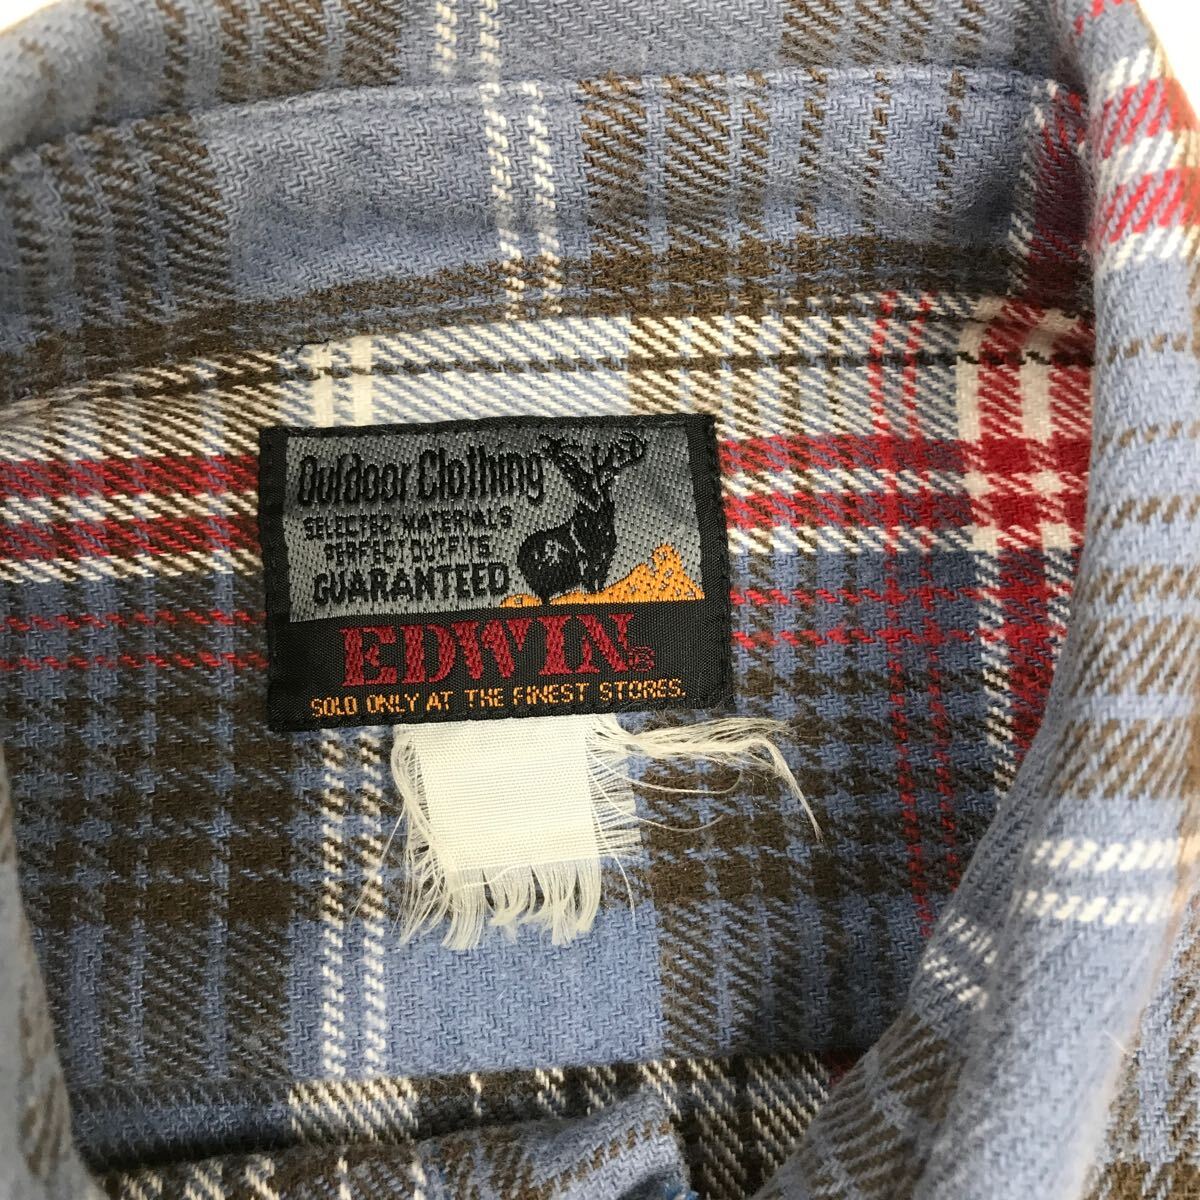 Outdoor Clothing
SELECTED MATERIALS
PERFECT OUTFITS
GUARANTEED
EDWIN®
SOLD ONLY AT THE FINEST STORES.